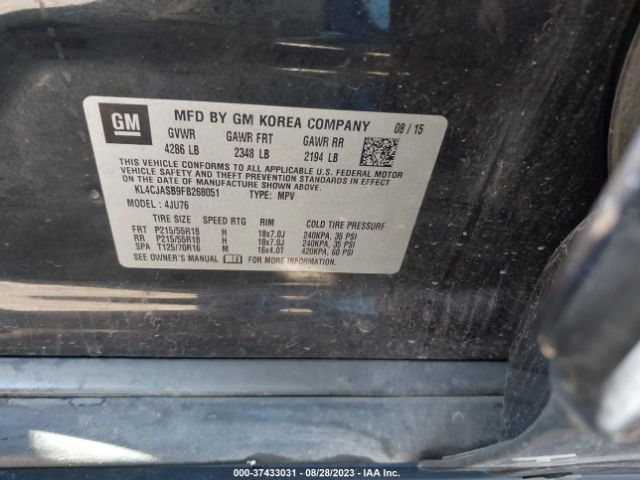 GM
MFD BY GM KOREA COMPANY 08 / 15
GVWR GAWR FRT GAWR RR
4286 LB 2348 LB 2194 LB
THIS VEHICLE CONFORMS TO ALL APPLICABLE U.S. FEDERAL MOTOR
VEHICLE SAFETY AND THEFT PREVENTION STANDARDS IN EFFECT ON
THE DATE OF MANUFACTURE SHOWN ABOVE.
KL4CJASB9FB268051 TYPE: MPV
MODEL : 4JU76
TIRE SIZE SPEED RTG RIM COLD TIRE PRESSURE
FRT P215/55R18 H 18x7.0J 240KPA, 35 PSI
RR P215/55R18 H 18x7.0J 240KPA, 35 PSI
SPA T125/70R16 M 16x4.0T 420KPA, 60 PSI
SEE OWNER'S MANUAL FOR MORE INFORMATION.
000-37433031 - 08/28/2023 - IAA Inc.